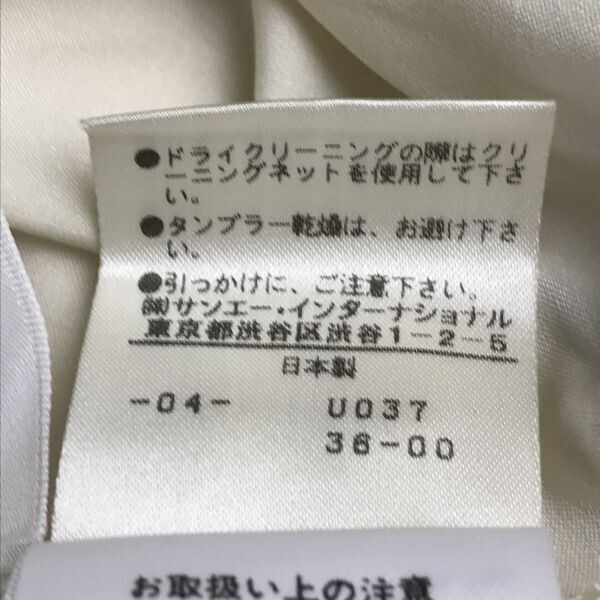 ●ドライクリーニングの際はクリ
ーニングネットを使用して下さ
い。
●タンブラー乾燥は、お避け下さ
い。
●引っかけに、ご注意下さい。
㈱サンエー・インターナショナル
東京都渋谷区渋谷1-2-5
日本製
-04- U037
36-00
お取扱い上の注意